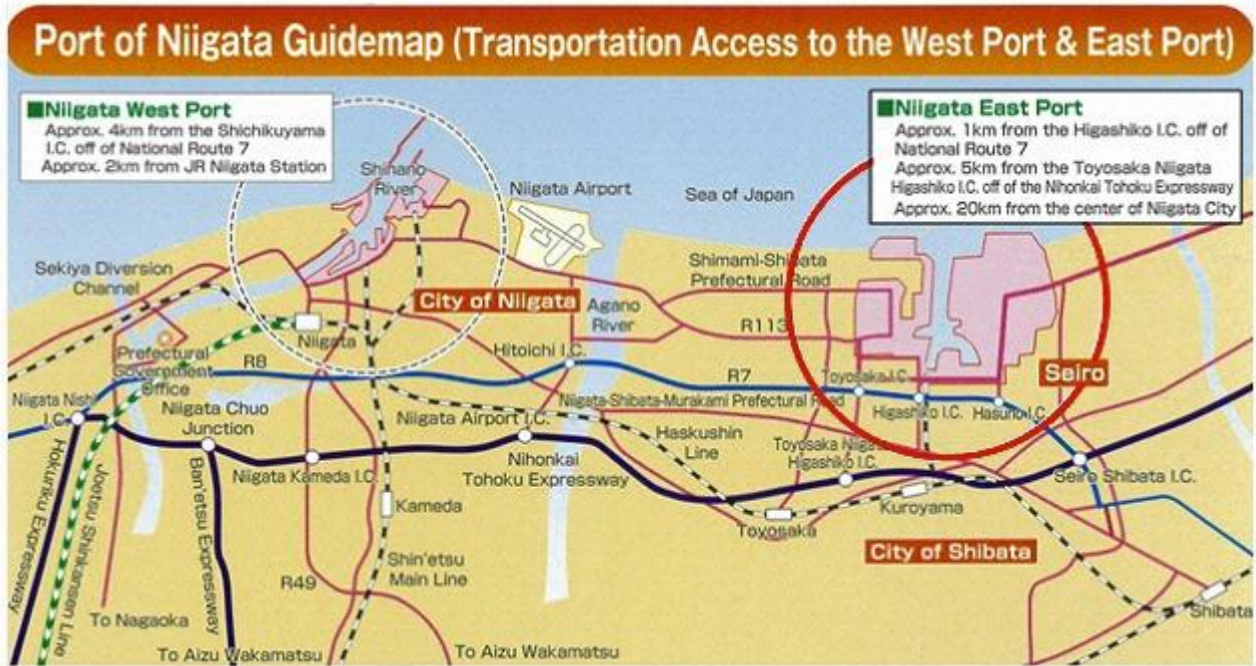 Port of Niigata Guidemap (Transportation Access to the West Port & East Port)
■Niigata West Port
Approx. 4km from the Shichikuyama
I.C. off of National Route 7
Approx. 2km from JR Niigata Station
■Niigata East Port
Approx. 1km from the Higashiko I.C. off of
National Route 7
Approx. 5km from the Toyosaka Niigata
Higashiko I.C. off of the Nihonkai Tohoku Expressway
Approx. 20km from the center of Niigata City
Shinano
River
Niigata Airport
Sea of Japan
Sekiya Diversion
Channel
Shimami-Shibata
Prefectural Road
City of Niigata
Agano
River
R113
Niigata
Prefectural
Government
Office
R8
Hitoichi I.C.
R7
Toyosaka I.C.
Seiro
Niigata Nishi
I.C.
Niigata Chuo
Junction
Niigata Airport I.C.
Niigata-Shibata-Murakami Prefectural Road
Higashiko I.C.
Hasuno I.C.
Haskushin
Line
Toyosaka Niigata
Higashiko I.C.
Niigata Kameda I.C.
Nihonkai
Tohoku Expressway
Seiro Shibata I.C.
Hokuriku Expressway
Joetsu Shinkansen Line
Ban'etsu Expressway
Kameda
Toyosaka
Kuroyama
City of Shibata
Shin'etsu
Main Line
R49
To Nagaoka
Shibata
To Aizu Wakamatsu
To Aizu Wakamatsu